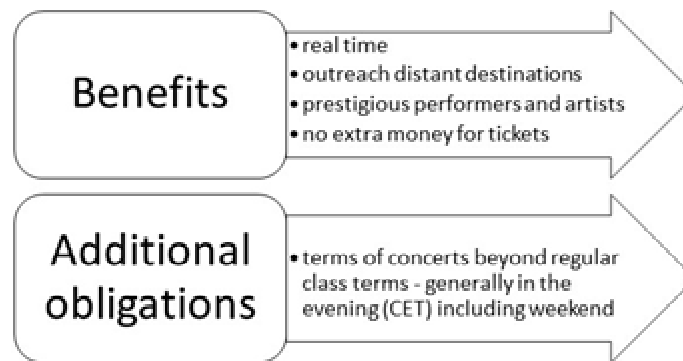 Benefits
• real time
• outreach distant destinations
• prestigious performers and artists
• no extra money for tickets
Additional
obligations
• terms of concerts beyond regular
class terms - generally in the
evening (CET) including weekend